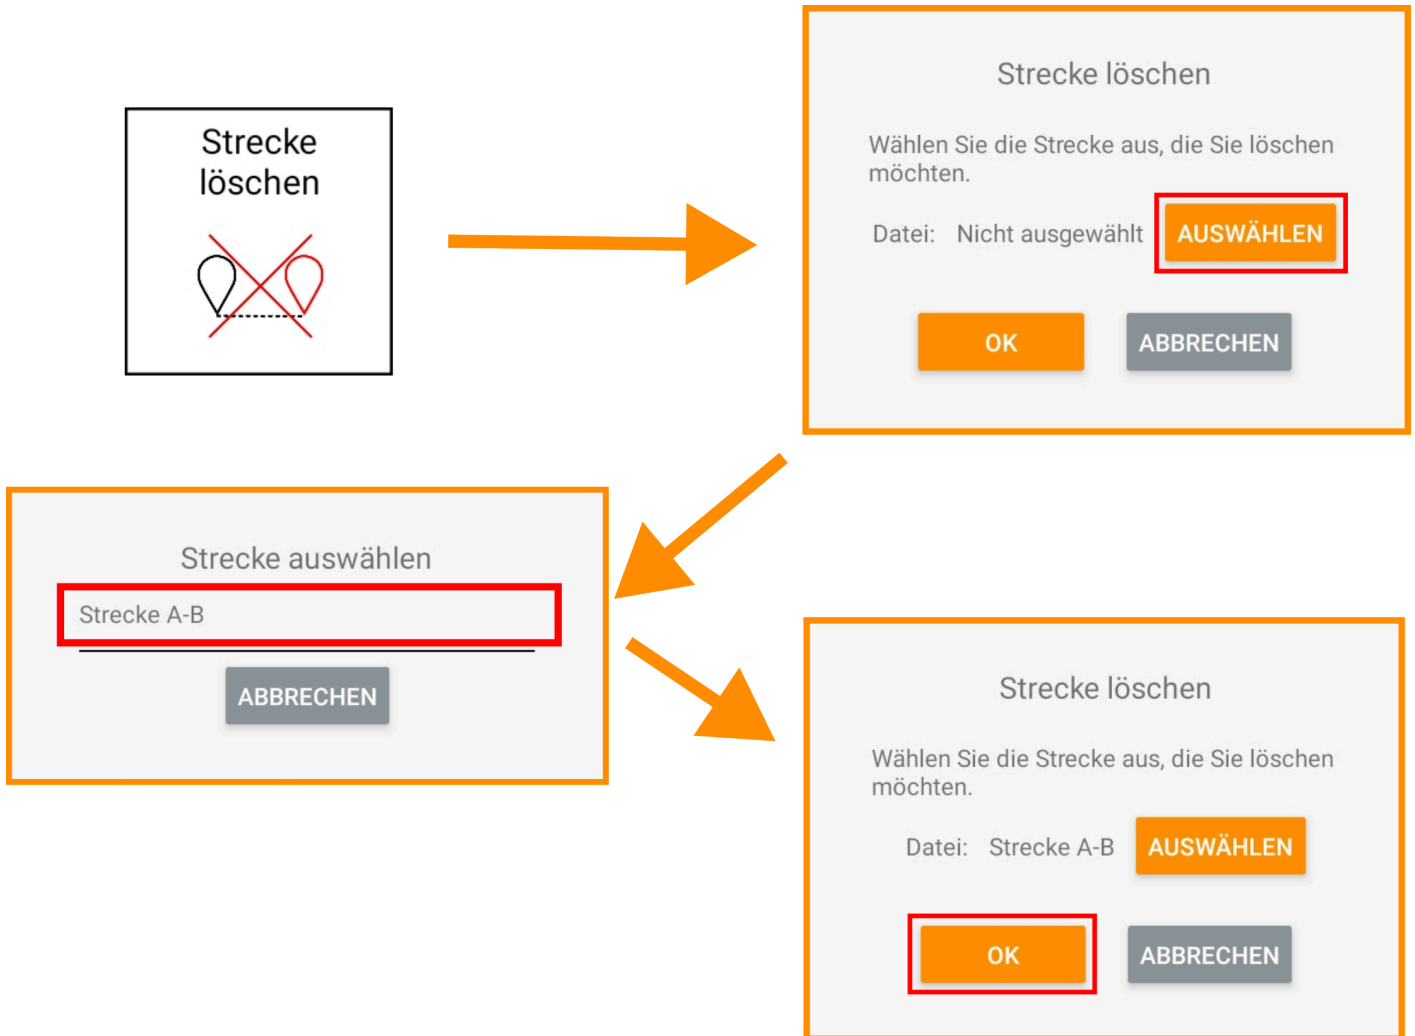 Strecke
löschen
Strecke löschen
Wählen Sie die Strecke aus, die Sie löschen
möchten.
Datei: Nicht ausgewählt AUSWÄHLEN
OK ABBRECHEN
Strecke auswählen
Strecke A-B
ABBRECHEN
Strecke löschen
Wählen Sie die Strecke aus, die Sie löschen
möchten.
Datei: Strecke A-B AUSWÄHLEN
OK ABBRECHEN